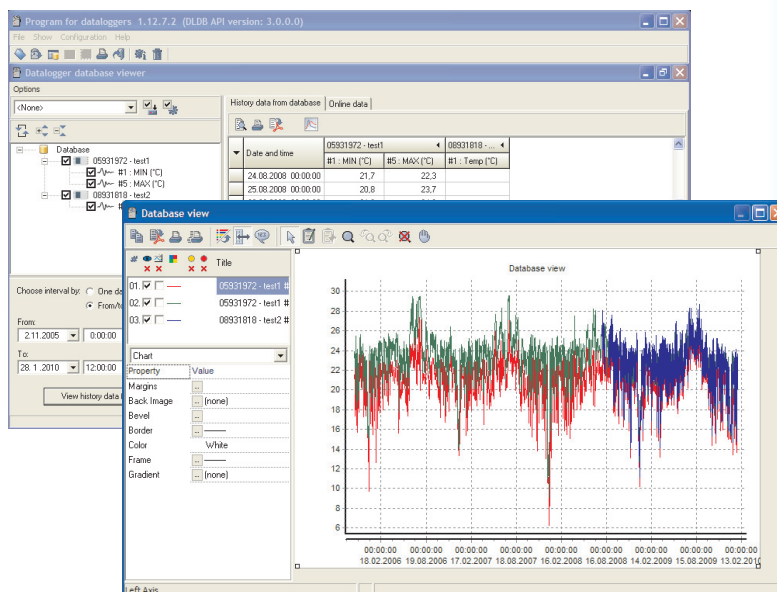 Program for dataloggers 1.12.7.2 (DLDB API version: 3.0.0.0)
File Show Configuration Help
Datalogger database viewer
Options
<None>
History data from database Online data
Database
05931972 - test1
#1 : MIN (°C)
#5: MAX (°C)
08931818 - test2
Date and time 05931972 - test1 08931818 - ...
#1: MIN (°C) #5: MAX (°C) #1 : Temp (°C)
24.08.2008 00:00:00 21,7 22,3
25.08.2008 00:00:00 20,8 23,7
Choose interval by: One da
From/to
From:
2.11.2005 0:00:00
To:
28. 1 .2010 12:00:00
View history data
Database view
Title
01. 05931972 - test1 #
02. 05931972 - test1 #
03. 08931818 - test2 #
Chart
Property Value
Margins ...
Back Image ... (none)
Bevel ...
Border ...
Color White
Frame ...
Gradient ... (none)
Database view
30
28
26
24
22
20
18
16
14
12
10
8
6
00:00:00 00:00:00 00:00:00 00:00:00 00:00:00 00:00:00 00:00:00 00:00:00 00:00:00
18.02.2006 19.08.2006 17.02.2007 18.08.2007 16.02.2008 16.08.2008 14.02.2009 15.08.2009 13.02.2010
Left Axis